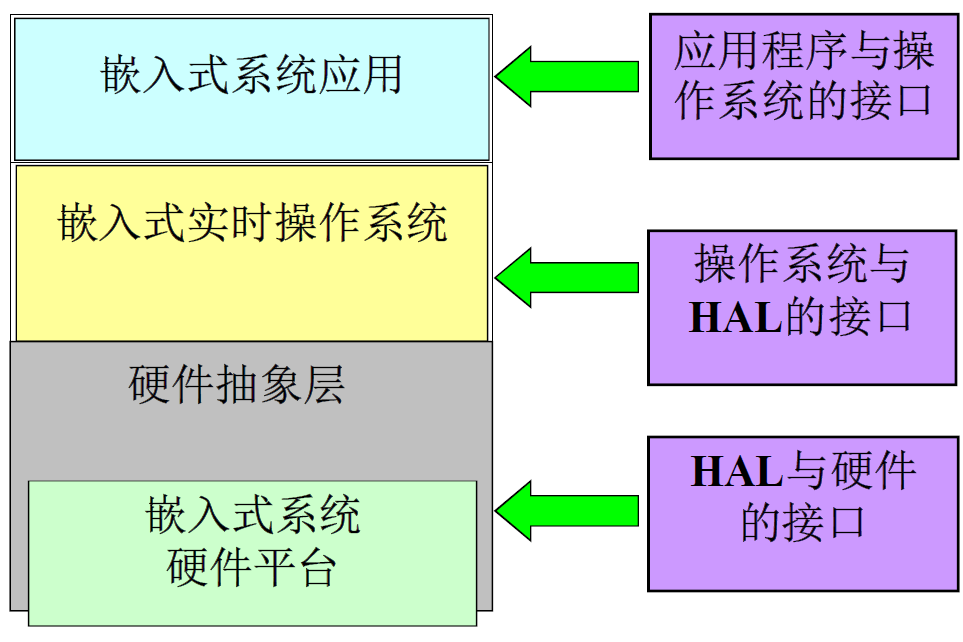 嵌入式系统应用
应用程序与操
作系统的接口
嵌入式实时操作系统
操作系统与
HAL的接口
硬件抽象层
HAL与硬件
的接口
嵌入式系统
硬件平台